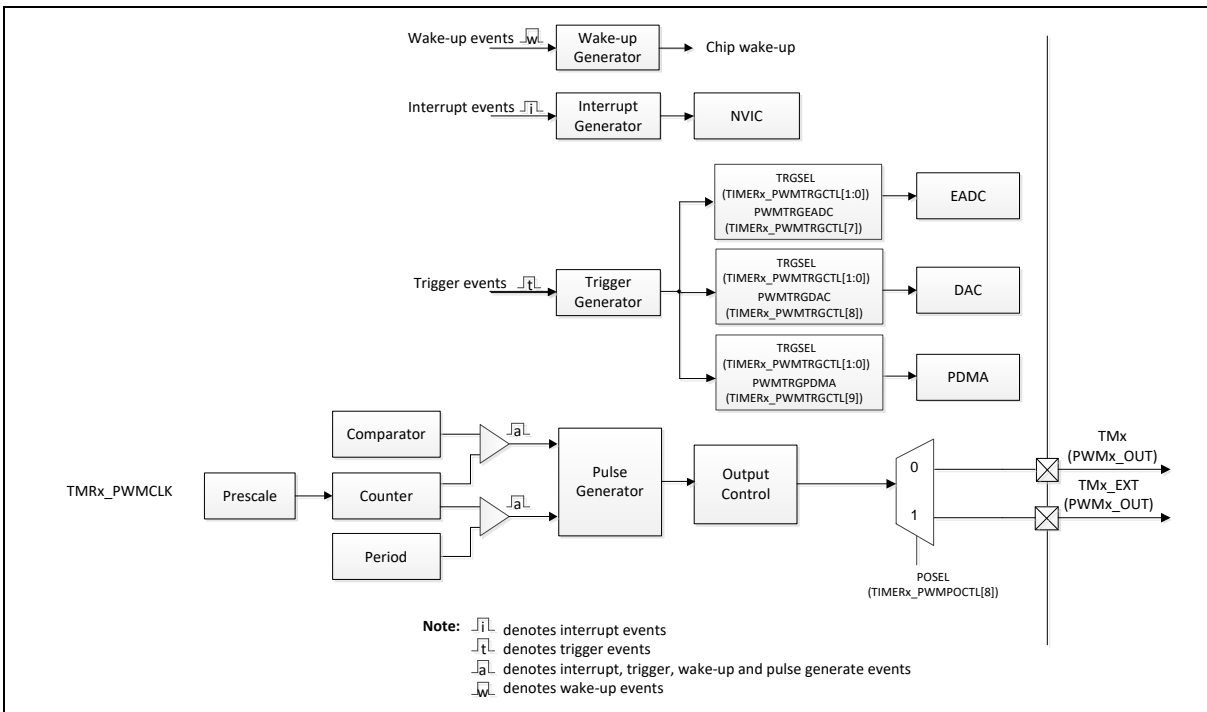 Wake-up events w
Wake-up
Generator
Chip wake-up
Interrupt events i
Interrupt
Generator
NVIC
TRGSEL
(TIMERx_PWMTRGCTL[1:0])
PWMTRGEADC
(TIMERx_PWMTRGCTL[7])
EADC
Trigger events t
Trigger
Generator
TRGSEL
(TIMERx_PWMTRGCTL[1:0])
PWMTRGDAC
(TIMERx_PWMTRGCTL[8])
DAC
TRGSEL
(TIMERx_PWMTRGCTL[1:0])
PWMTRGPDMA
(TIMERx_PWMTRGCTL[9])
PDMA
Comparator
a
TMRx_PWMCLK
Prescale
Counter
a
Period
Pulse
Generator
Output
Control
0
1
POSEL
(TIMERx_PWMPOCTL[8])
TMx
(PWMx_OUT)
TMx_EXT
(PWMx_OUT)
Note: i denotes interrupt events
t denotes trigger events
a denotes interrupt, trigger, wake-up and pulse generate events
w denotes wake-up events